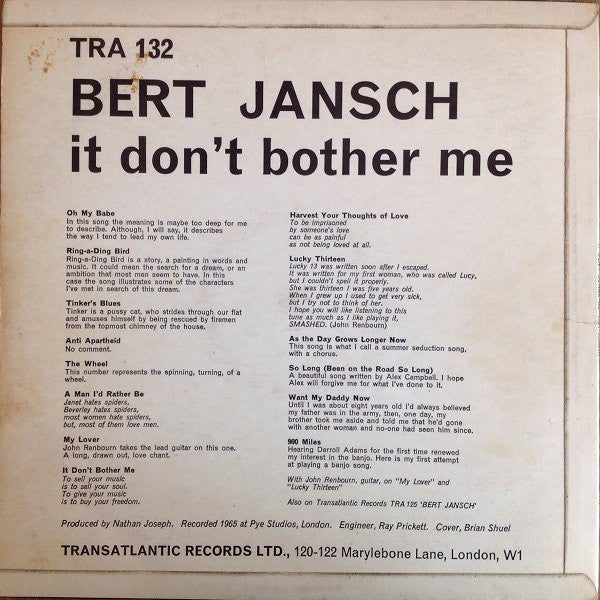 TRA 132
BERT JANSCH
it don't bother me
Oh My Babe
In this song the meaning is maybe too deep for me
to describe. Although, I will say, it describes
the way I tend to lead my own life.
Ring-a-Ding Bird
Ring-a-Ding Bird is a story, a painting in words and
music. It could mean the search for a dream, or an
ambition that most men seem to have. In this
case the song illustrates some of the characters
I've met in search of this dream.
Tinker's Blues
Tinker is a pussy cat, who strides through our flat
and amuses himself by being rescued by firemen
from the topmost chimney of the house.
Anti Apartheid
No comment.
The Wheel
This number represents the spinning, turning, of a
wheel.
A Man I'd Rather Be
Janet hates spiders,
Beverley hates spiders,
most women hate spiders,
but, most of them love men.
My Lover
John Renbourn takes the lead guitar on this one.
A long, drawn out, love chant.
It Don't Bother Me
To sell your music
is to sell your soul.
To give your music
is to buy your freedom.
Harvest Your Thoughts of Love
To be imprisoned
by someone's love
can be as painful
as not being loved at all.
Lucky Thirteen
Lucky 13 was written soon after I escaped.
It was written for my first woman, who was called Lucy,
but I couldn't spell it properly.
She was thirteen I was five years old.
When I grew up I used to get very sick,
but I try not to think of her.
I hope you will like listening to this
tune as much as I like playing it,
SMASHED. (John Renbourn)
As the Day Grows Longer Now
This song is what I call a summer seduction song,
with a chorus.
So Long (Been on the Road So Long)
A beautiful song written by Alex Campbell. I hope
Alex will forgive me for what I've done to it.
Want My Daddy Now
Until I was about eight years old I'd always believed
my father was in the army, then, one day, my
brother took me aside and told me that he'd gone
with another woman and no-one had seen him since.
900 Miles
Hearing Derroll Adams for the first time renewed
my interest in the banjo. Here is my first attempt
at playing a banjo song.
With John Renbourn, guitar, on "My Lover" and
"Lucky Thirteen"
Also on Transatlantic Records TRA 125 'BERT JANSCH'
Produced by Nathan Joseph. Recorded 1965 at Pye Studios, London. Engineer, Ray Prickett. Cover, Brian Shuel
TRANSATLANTIC RECORDS LTD., 120-122 Marylebone Lane, London, W1